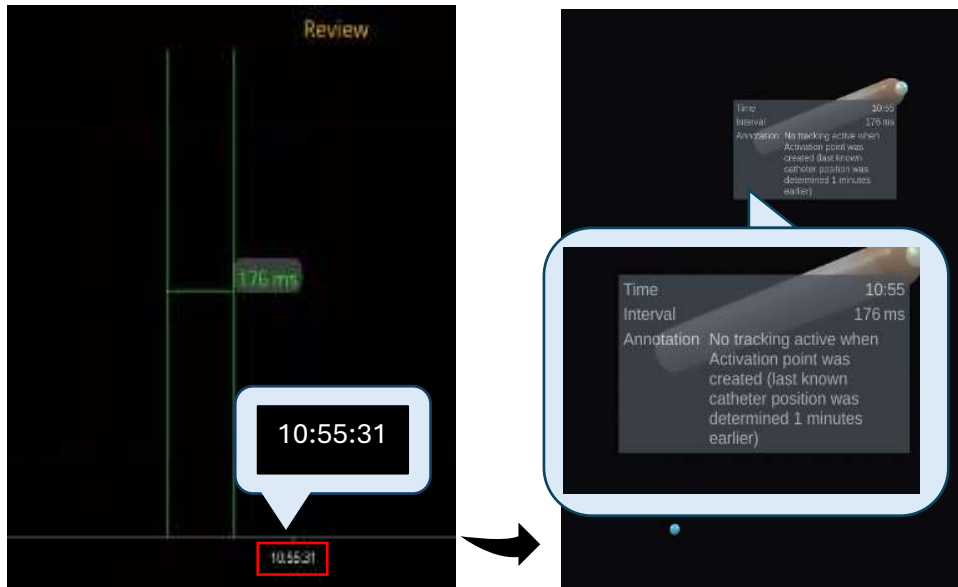 Review
176 ms
10:55:31
10:55:31
Time 10:55
Interval 176 ms
Annotation No tracking active when
Activation point was
created (last known
catheter position was
determined 1 minutes
earlier)
Time 10:55
Interval 176 ms
Annotation No tracking active when
Activation point was
created (last known
catheter position was
determined 1 minutes
earlier)